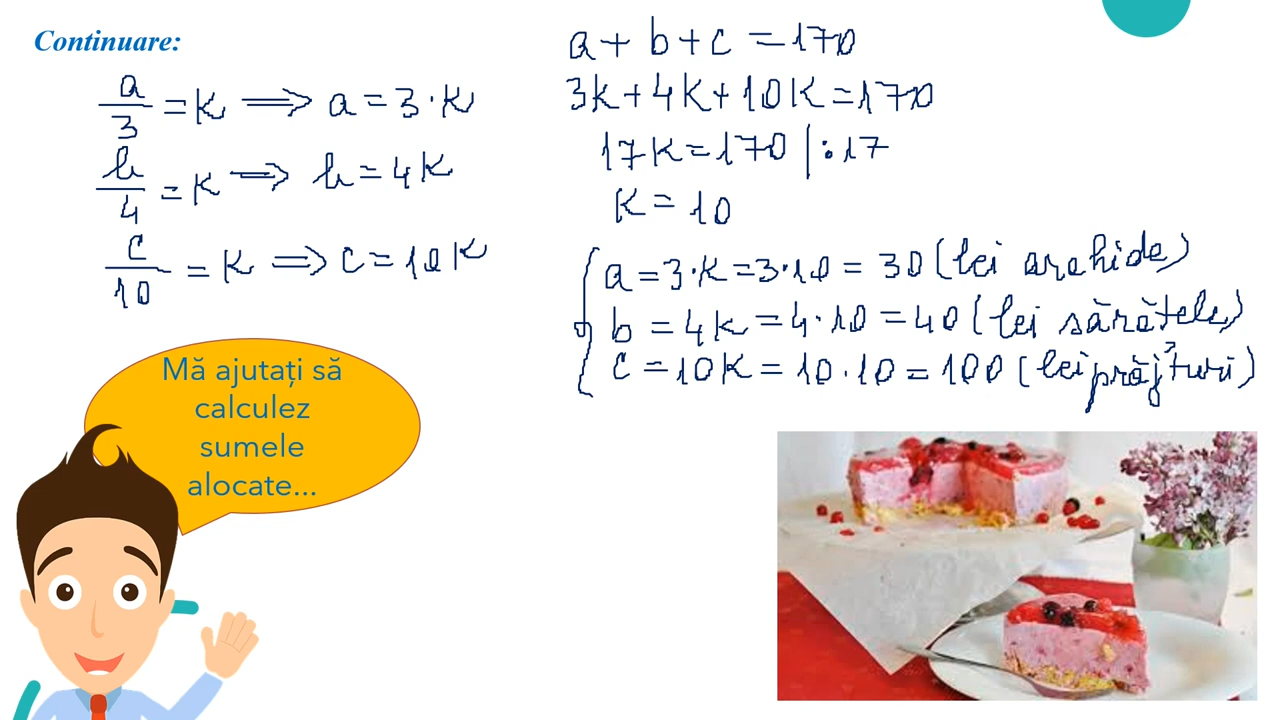 Continuare:
a/3 = K ⟹ a = 3·K
b/4 = K ⟹ b = 4K
c/10 = K ⟹ c = 10K
Mă ajutați să
calculez
sumele
alocate...
a + b + c = 170
3K + 4K + 10K = 170
17K = 170 | : 17
K = 10
a = 3·K = 3·10 = 30 (lei arahide)
b = 4K = 4·10 = 40 (lei sărățele)
c = 10K = 10·10 = 100 (lei prăjituri)